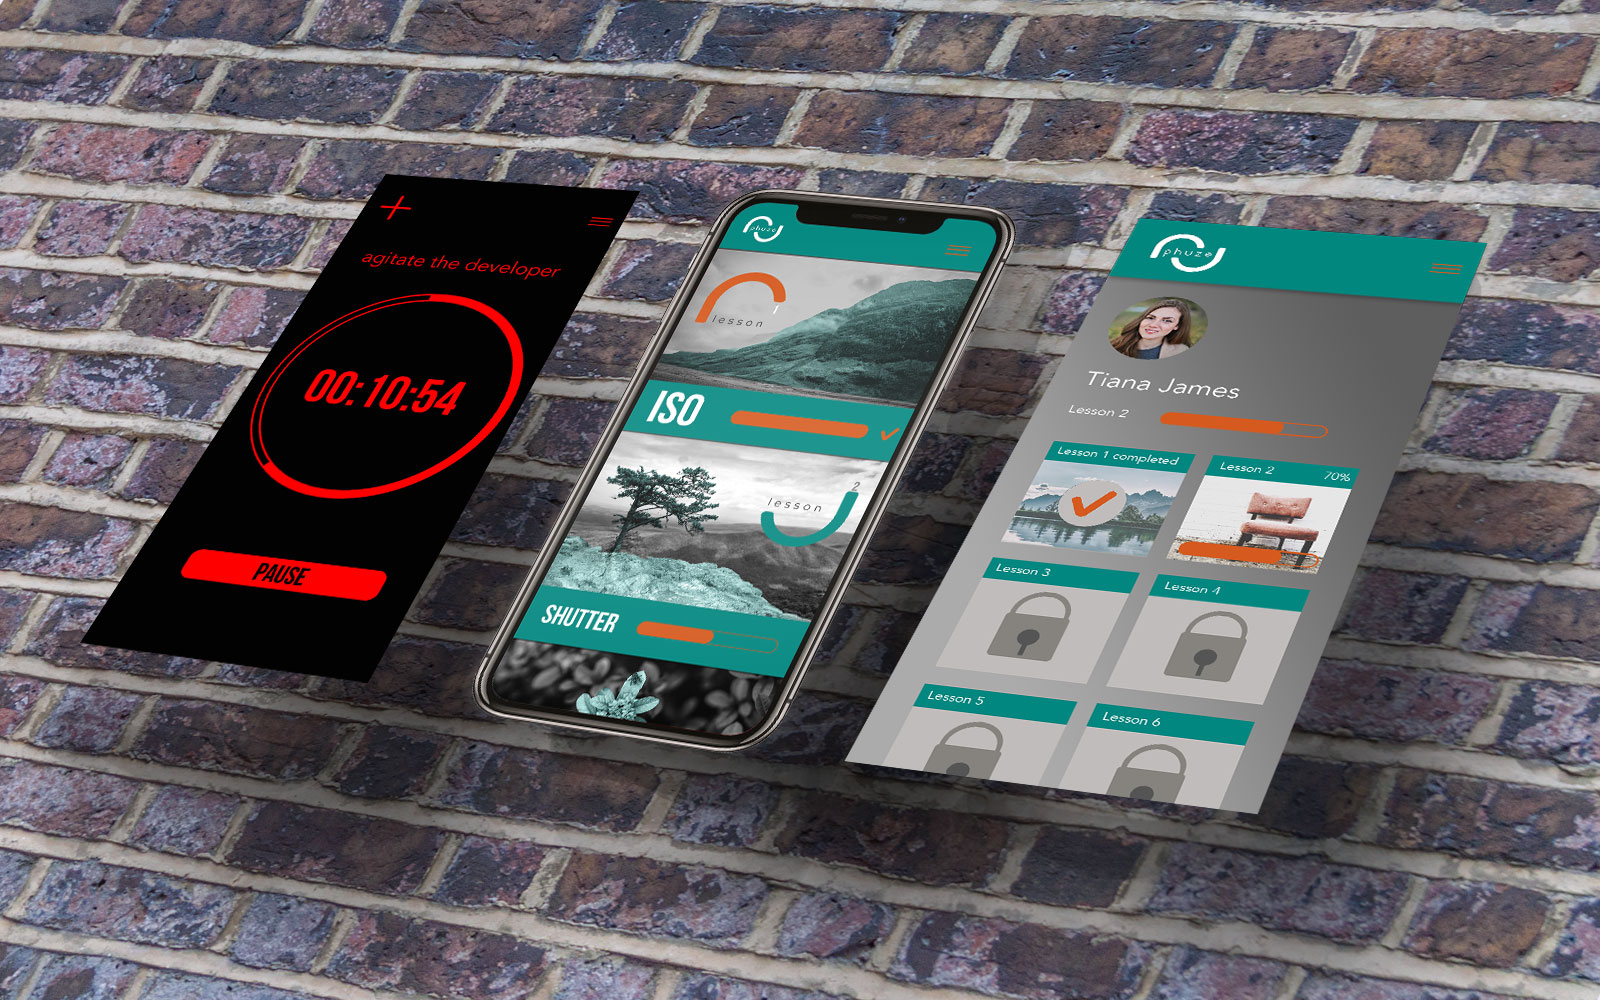 agitate the developer
00:10:54
PAUSE
phuze
1
lesson
ISO
2
lesson
SHUTTER
phuze
Tiana James
Lesson 2
Lesson 1 completed
Lesson 2 70%
Lesson 3
Lesson 4
Lesson 5
Lesson 6